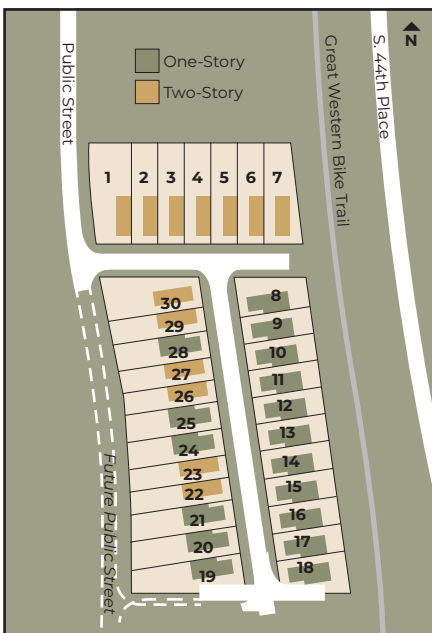 N
Public Street
One-Story
Two-Story
Great Western Bike Trail
S. 44th Place
1 2 3 4 5 6 7
30
29
28
27
26
25
24
23
22
21
20
19
8
9
10
11
12
13
14
15
16
17
18
Future Public Street